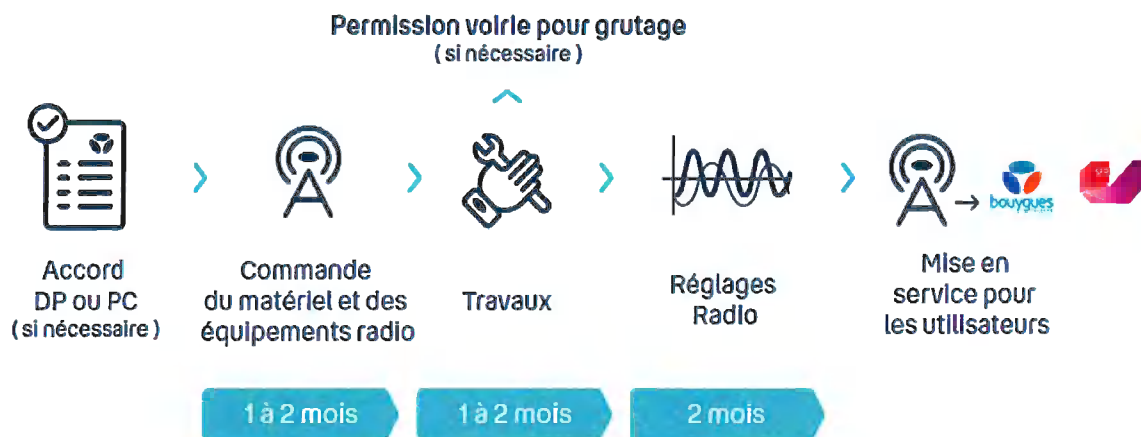 Permission voirie pour grutage
( si nécessaire )
Accord
DP ou PC
( si nécessaire )
Commande
du matériel et des
équipements radio
Travaux
Réglages
Radio
bouygues
Mise en
service pour
les utilisateurs
1 à 2 mois
1 à 2 mois
2 mois